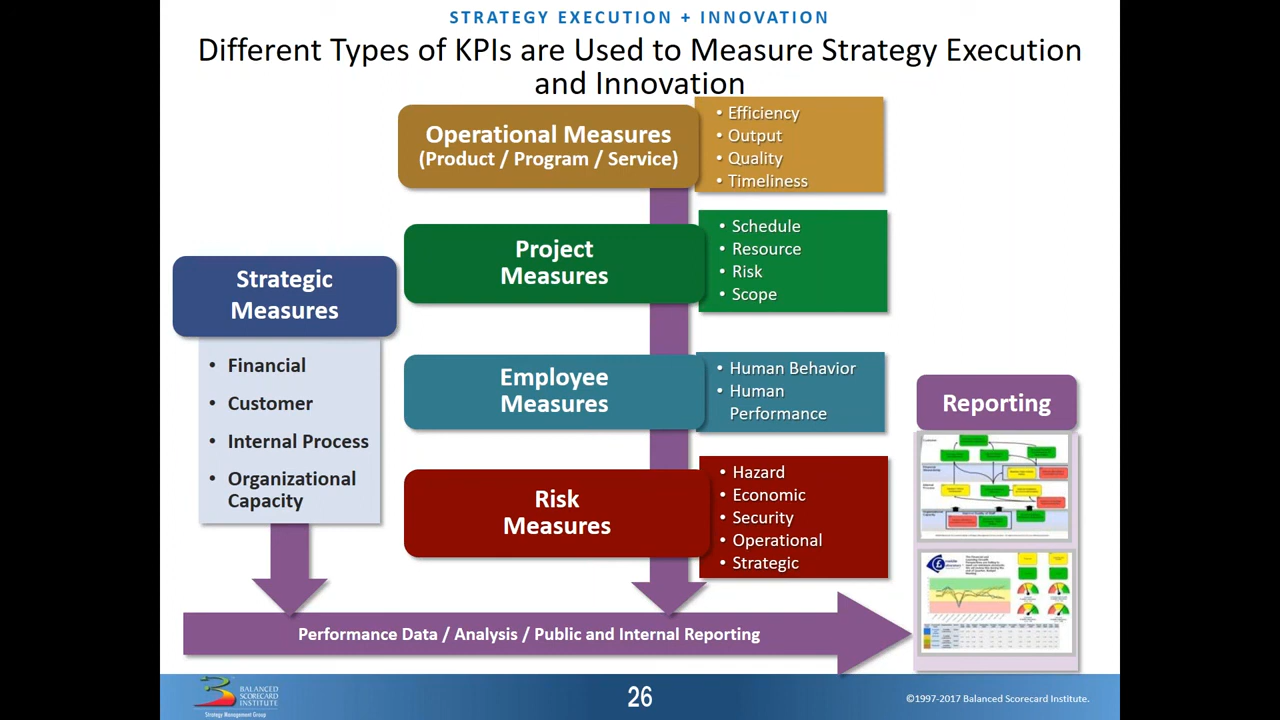 STRATEGY EXECUTION + INNOVATION
Different Types of KPIs are Used to Measure Strategy Execution
and Innovation
Operational Measures
(Product / Program / Service)
• Efficiency
• Output
• Quality
• Timeliness
Project
Measures
• Schedule
• Resource
• Risk
• Scope
Strategic
Measures
• Financial
• Customer
• Internal Process
• Organizational
Capacity
Employee
Measures
• Human Behavior
• Human
Performance
Risk
Measures
• Hazard
• Economic
• Security
• Operational
• Strategic
Reporting
Performance Data / Analysis / Public and Internal Reporting
BALANCED
SCORECARD
INSTITUTE
Strategy Management Group
26
©1997-2017 Balanced Scorecard Institute.